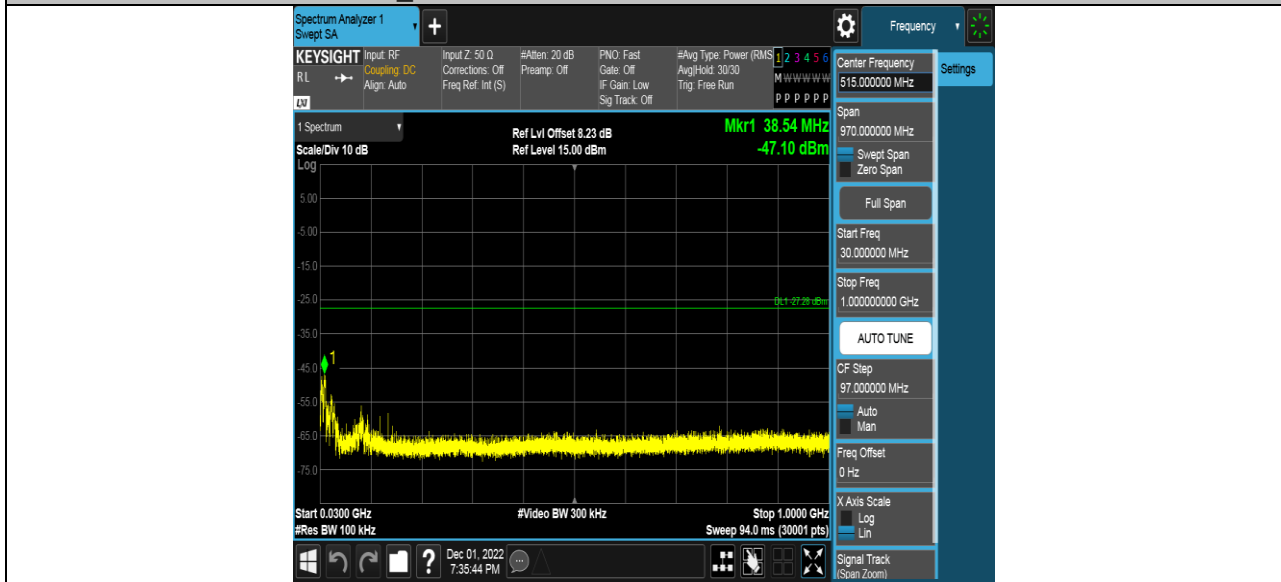 Spectrum Analyzer 1
Swept SA
+
Frequency
KEYSIGHT
RL
LXI
Input: RF
Coupling: DC
Align: Auto
Input Z: 50 Ω
Corrections: Off
Freq Ref: Int (S)
#Atten: 20 dB
Preamp: Off
PNO: Fast
Gate: Off
IF Gain: Low
Sig Track: Off
#Avg Type: Power (RMS
Avg|Hold: 30/30
Trig: Free Run
1 2 3 4 5 6
M W W W W W
P P P P P P
1 Spectrum
Scale/Div 10 dB
Log
Ref Lvl Offset 8.23 dB
Ref Level 15.00 dBm
Mkr1 38.54 MHz
-47.10 dBm
5.00
-5.00
-15.0
-25.0
DL1 -27.28 dBm
-35.0
1
-45.0
-55.0
-65.0
-75.0
Start 0.0300 GHz
#Video BW 300 kHz
Stop 1.0000 GHz
#Res BW 100 kHz
Sweep 94.0 ms (30001 pts)
?
Dec 01, 2022
7:35:44 PM
Center Frequency
515.000000 MHz
Settings
Span
970.000000 MHz
Swept Span
Zero Span
Full Span
Start Freq
30.000000 MHz
Stop Freq
1.000000000 GHz
AUTO TUNE
CF Step
97.000000 MHz
Auto
Man
Freq Offset
0 Hz
X Axis Scale
Log
Lin
Signal Track
(Span Zoom)